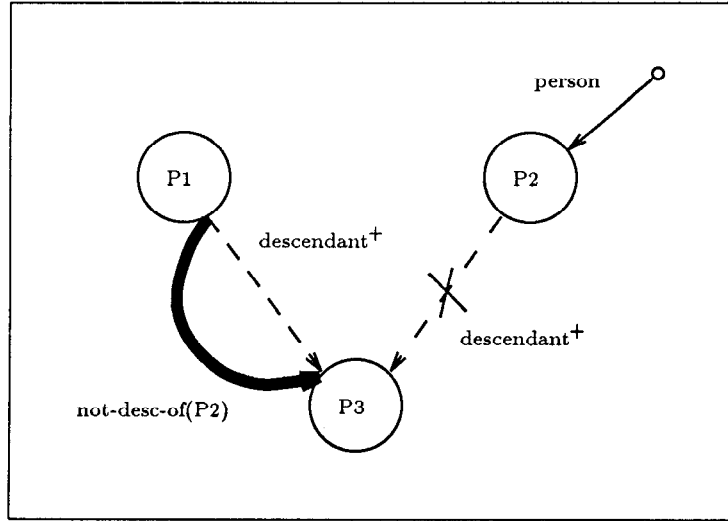 person
P1
P2
descendant+
descendant+
not-desc-of(P2)
P3